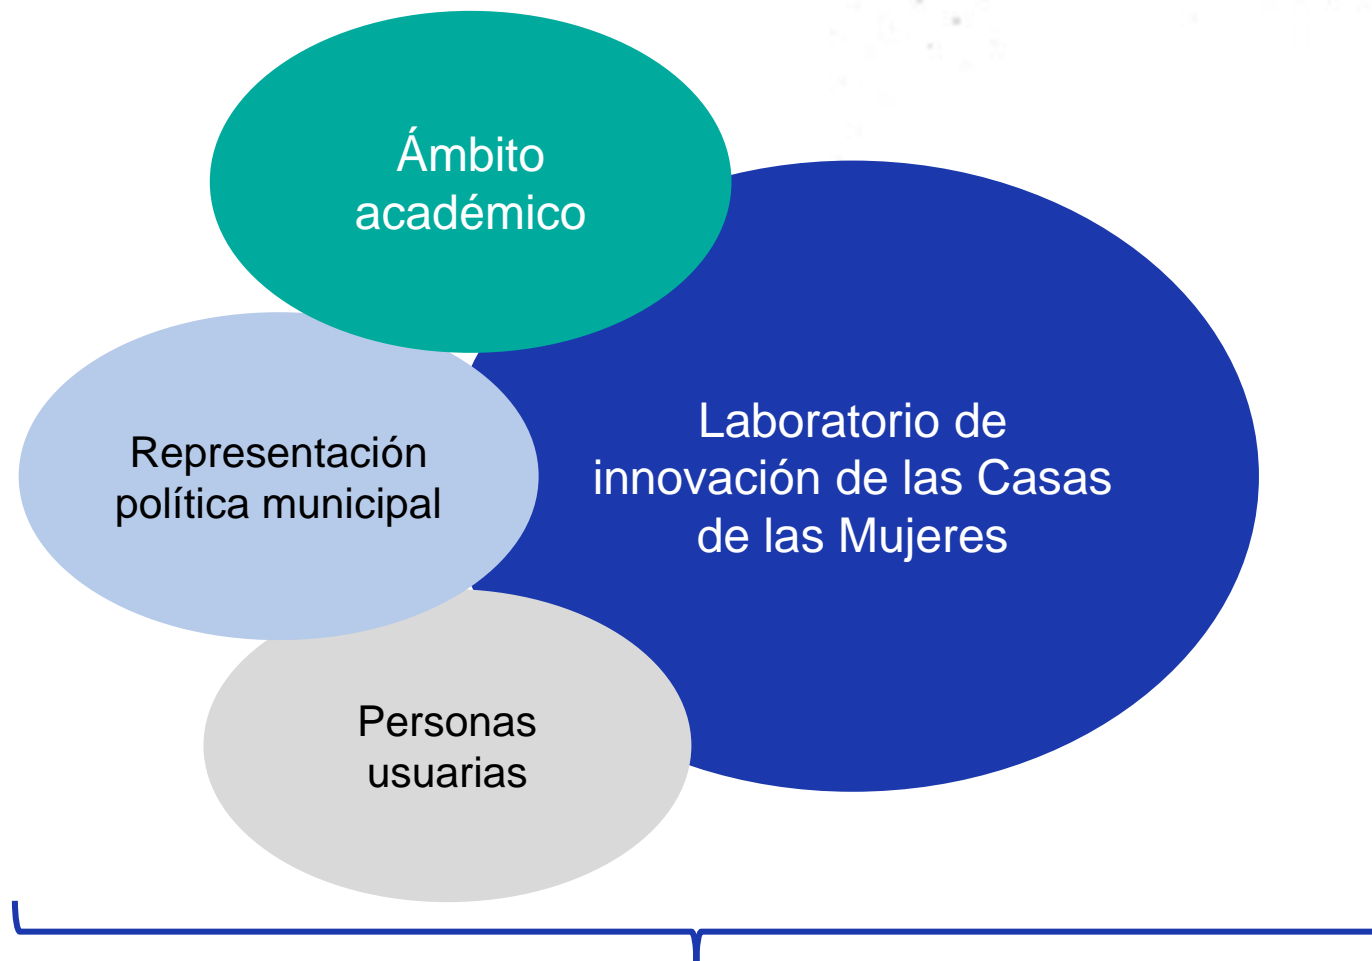 Ámbito
académico
Representación
política municipal
Laboratorio de
innovación de las Casas
de las Mujeres
Personas
usuarias